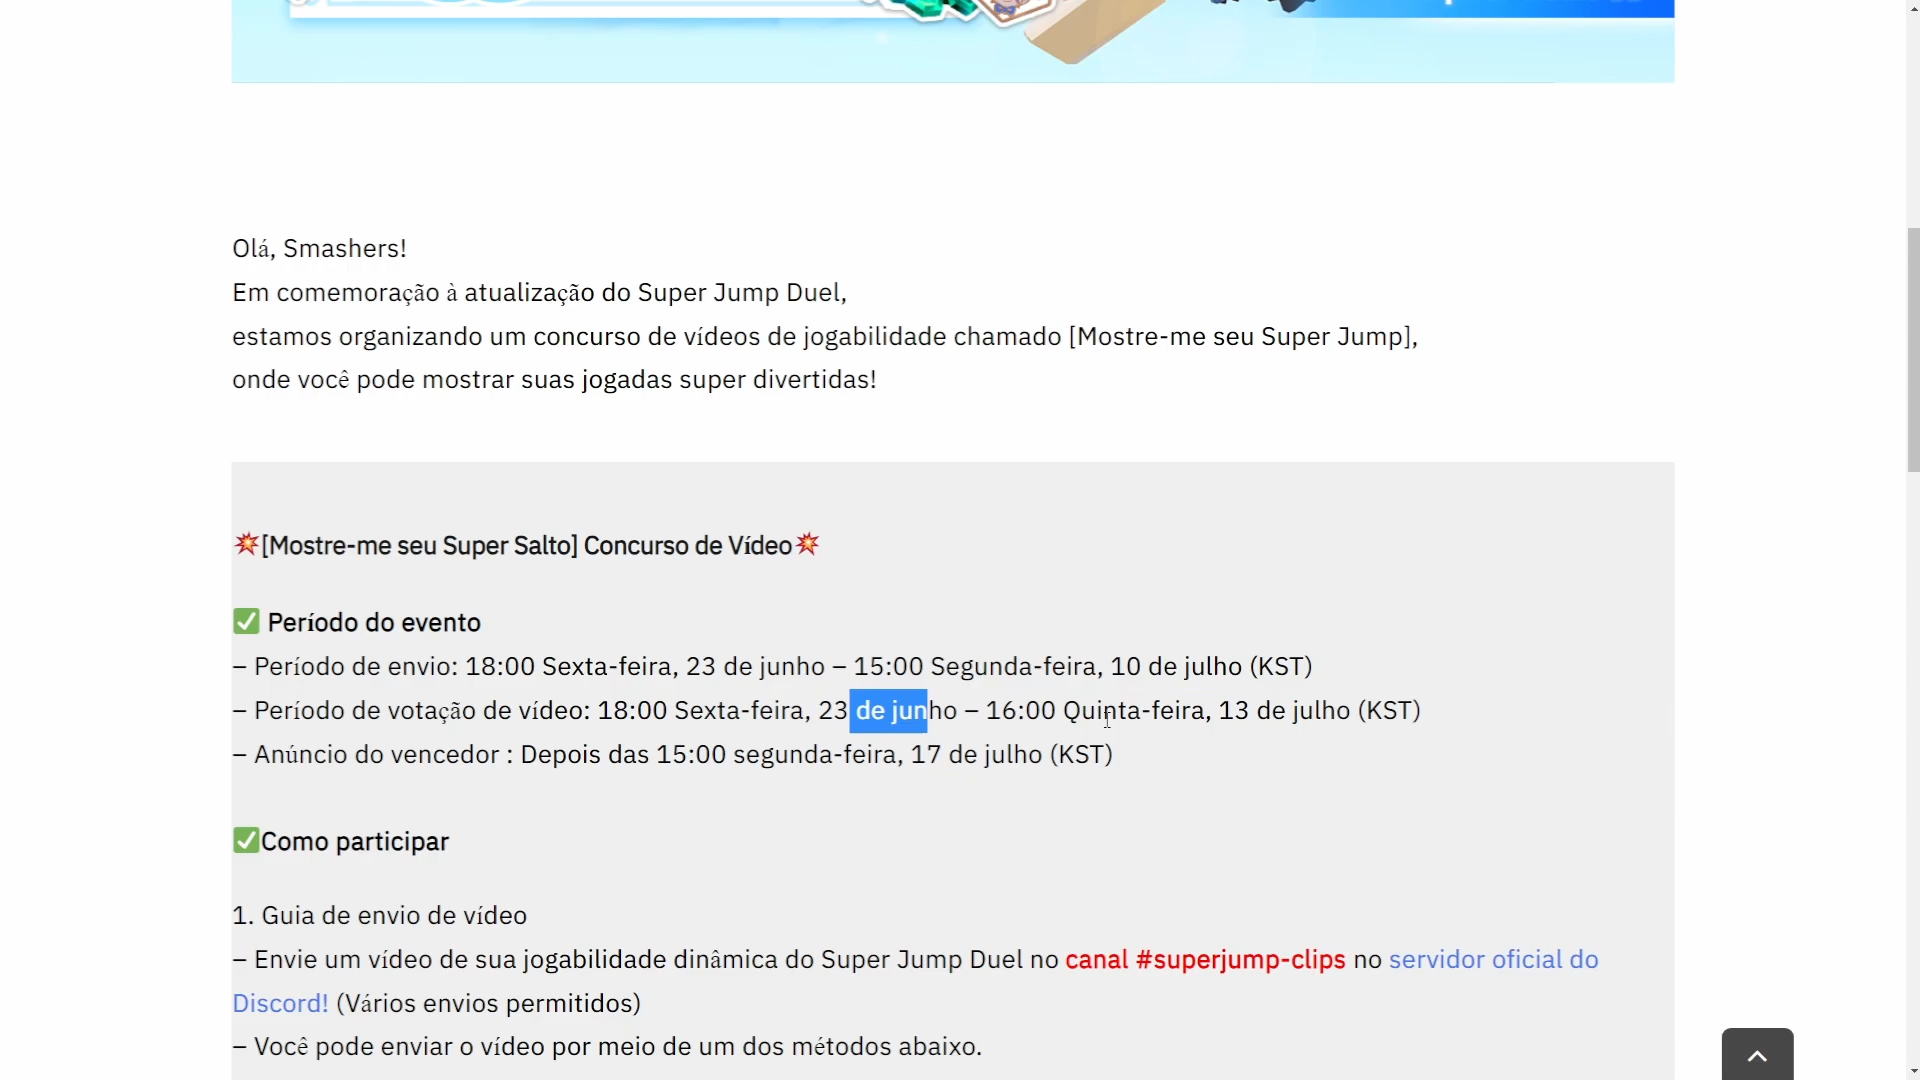 Olá, Smashers!
Em comemoração à atualização do Super Jump Duel,
estamos organizando um concurso de vídeos de jogabilidade chamado [Mostre-me seu Super Jump],
onde você pode mostrar suas jogadas super divertidas!
💥[Mostre-me seu Super Salto] Concurso de Vídeo💥
✅ Período do evento
– Período de envio: 18:00 Sexta-feira, 23 de junho – 15:00 Segunda-feira, 10 de julho (KST)
– Período de votação de vídeo: 18:00 Sexta-feira, 23 de junho – 16:00 Quinta-feira, 13 de julho (KST)
– Anúncio do vencedor : Depois das 15:00 segunda-feira, 17 de julho (KST)
✅Como participar
1. Guia de envio de vídeo
– Envie um vídeo de sua jogabilidade dinâmica do Super Jump Duel no canal #superjump-clips no servidor oficial do
Discord! (Vários envios permitidos)
– Você pode enviar o vídeo por meio de um dos métodos abaixo.